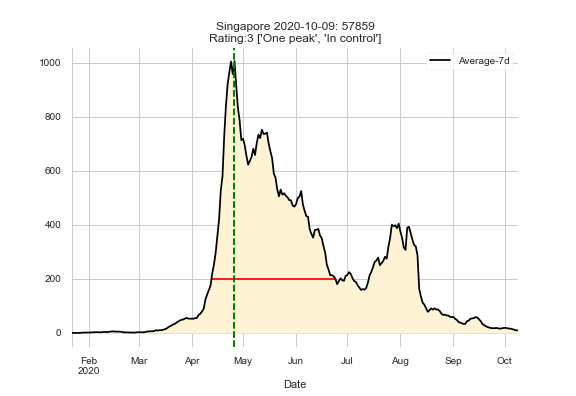 Singapore 2020-10-09: 57859
Rating:3 ['One peak', 'In control']
Average-7d
1000
800
600
400
200
0
Feb Mar Apr May Jun Jul Aug Sep Oct
2020
Date